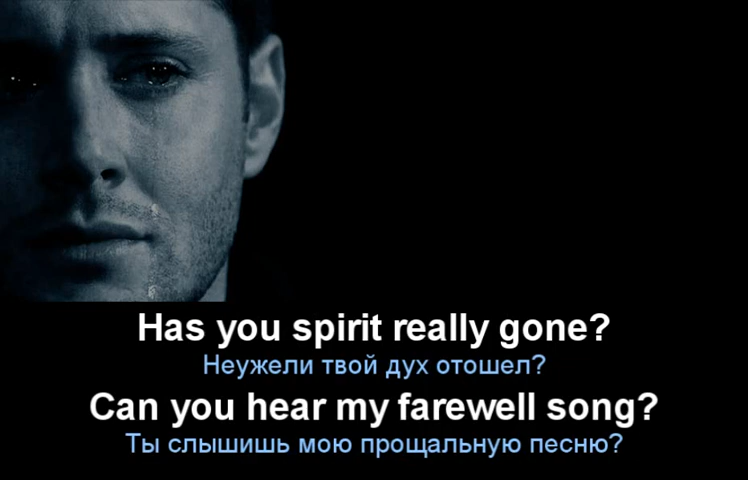 Has you spirit really gone?
Неужели твой дух отошел?
Can you hear my farewell song?
Ты слышишь мою прощальную песню?